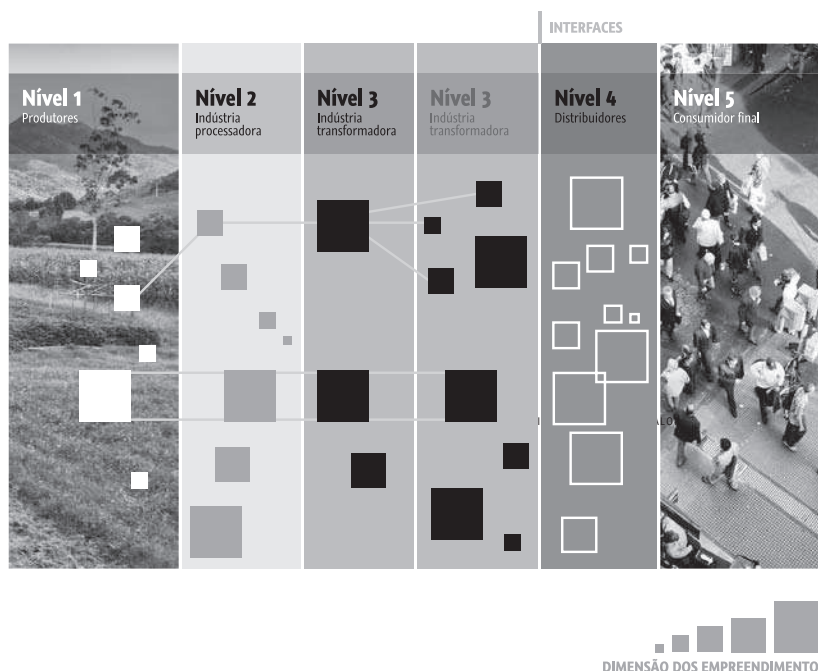 INTERFACES
Nível 1
Produtores
Nível 2
Indústria
processadora
Nível 3
Indústria
transformadora
Nível 3
Indústria
transformadora
Nível 4
Distribuidores
Nível 5
Consumidor final
DIMENSÃO DOS EMPREENDIMENTO